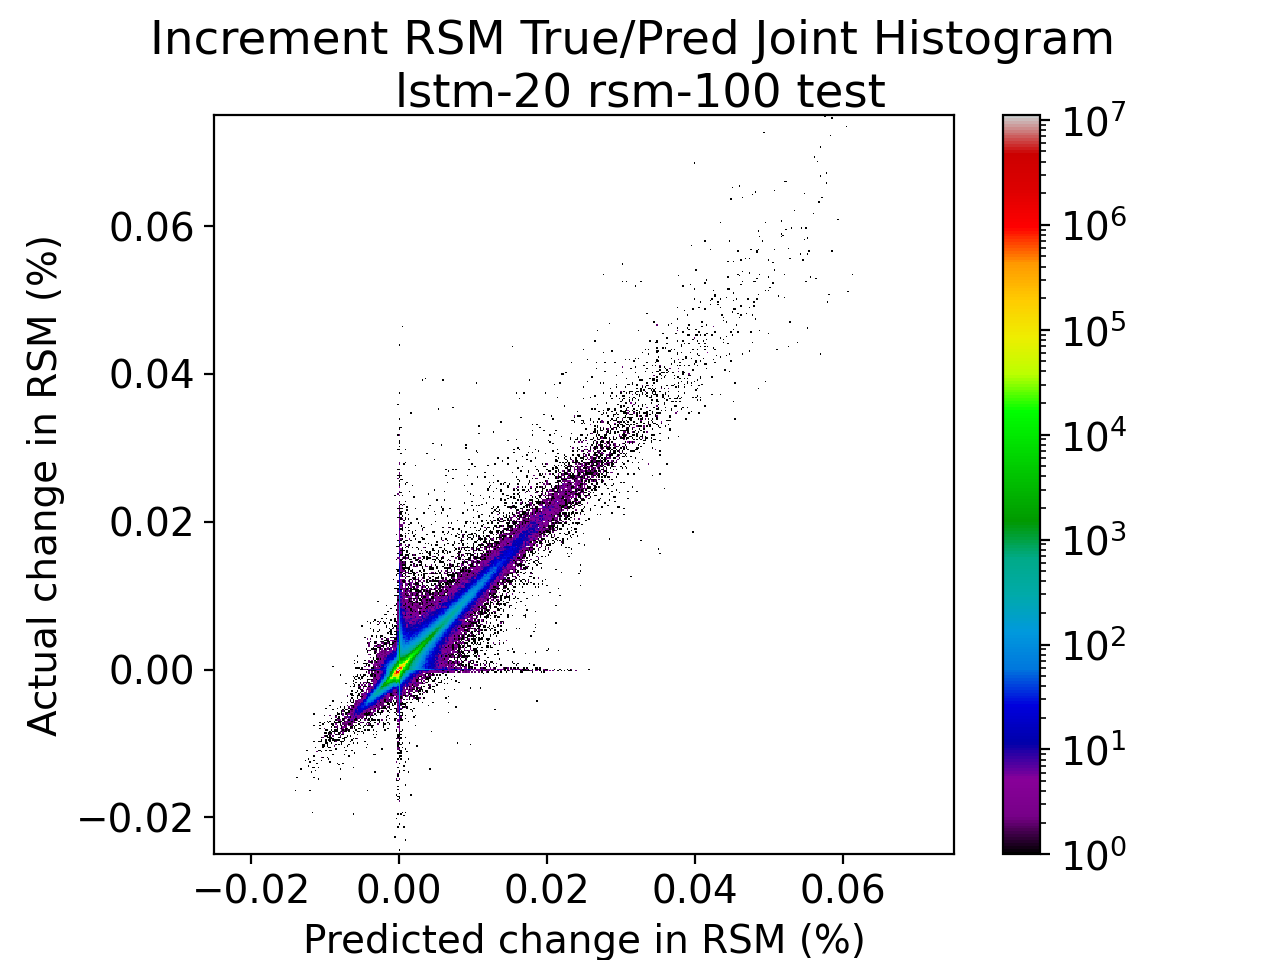 Increment RSM True/Pred Joint Histogram
lstm-20 rsm-100 test
Actual change in RSM (%)
0.06
0.04
0.02
0.00
−0.02
−0.02 0.00 0.02 0.04 0.06
Predicted change in RSM (%)
10⁷
10⁶
10⁵
10⁴
10³
10²
10¹
10⁰